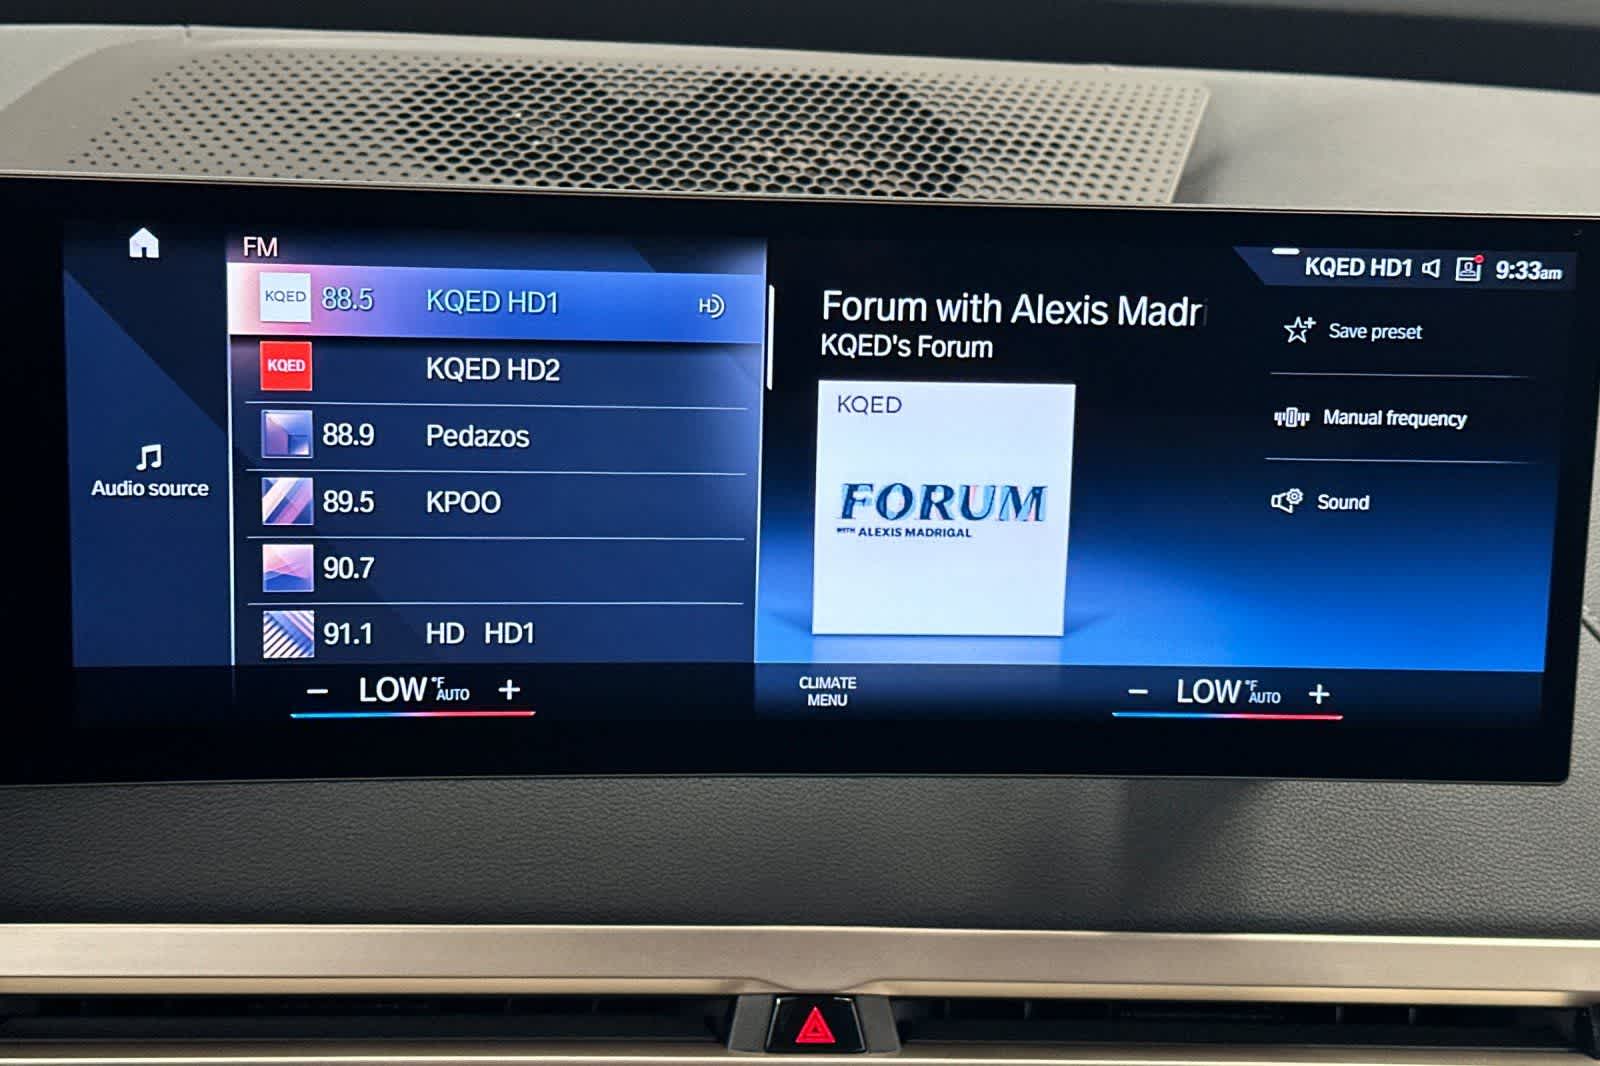 FM
KQED 88.5 KQED HD1 HD
KQED KQED HD2
88.9 Pedazos
89.5 KPOO
90.7
91.1 HD HD1
Audio source
Forum with Alexis Madri
KQED's Forum
KQED
FORUM
WITH ALEXIS MADRIGAL
KQED HD1 9:33am
Save preset
Manual frequency
Sound
− LOW °F AUTO +
CLIMATE
MENU
− LOW °F AUTO +